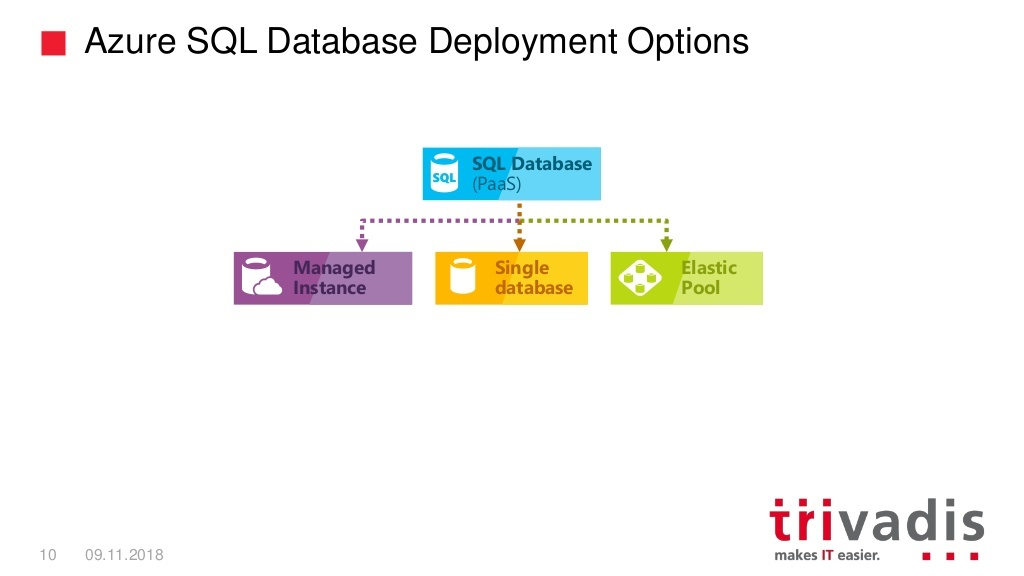 Azure SQL Database Deployment Options
SQL
SQL Database
(PaaS)
Managed
Instance
Single
database
Elastic
Pool
trivadis
makes IT easier.
10 09.11.2018